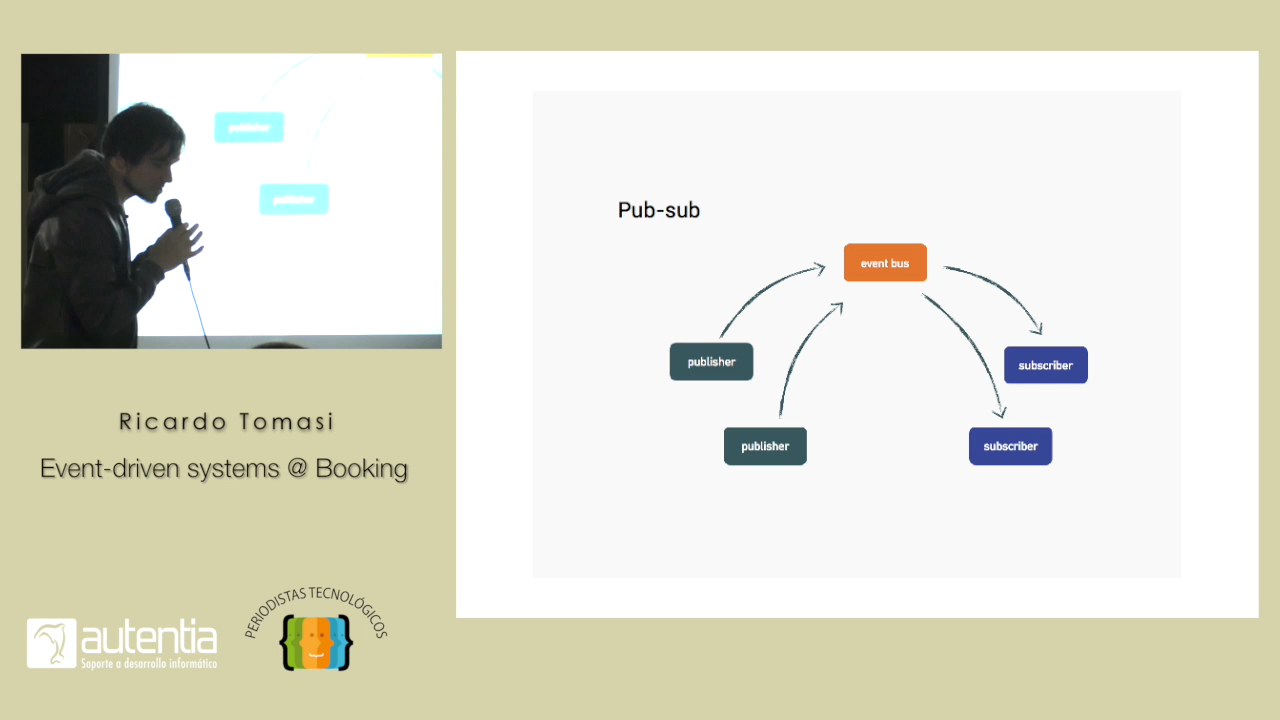 publisher
publisher
Ricardo Tomasi
Event-driven systems @ Booking
autentia
Soporte a desarrollo informático
PERIODISTAS TECNOLÓGICOS
Pub-sub
event bus
publisher
subscriber
publisher
subscriber